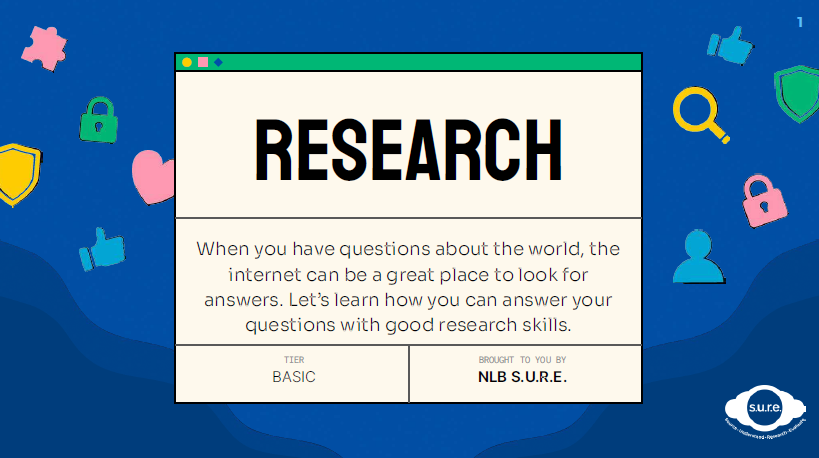 1
RESEARCH
When you have questions about the world, the
internet can be a great place to look for
answers. Let’s learn how you can answer your
questions with good research skills.
TIER
BASIC
BROUGHT TO YOU BY
NLB S.U.R.E.
s.u.r.e.
Source•Understand•Research•Evaluate